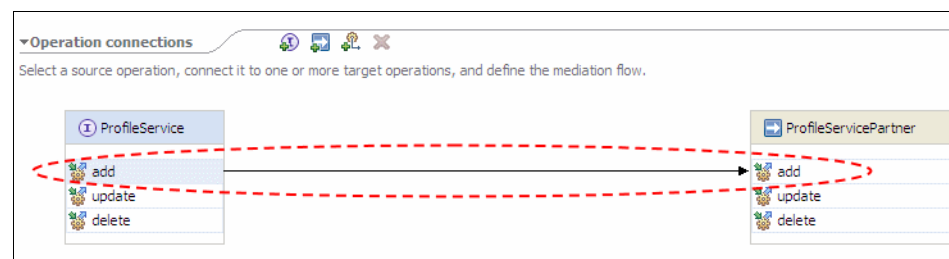 Operation connections
Select a source operation, connect it to one or more target operations, and define the mediation flow.
ProfileService
ProfileServicePartner
add
add
update
update
delete
delete